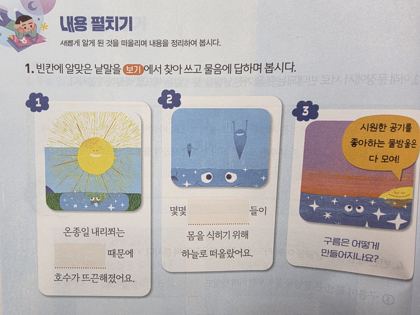 내용 펼치기
새롭게 알게 된 것을 떠올리며 내용을 정리하여 봅시다.
1. 빈칸에 알맞은 낱말을 보기 에서 찾아 쓰고 물음에 답하며 봅시다.
1
온종일 내리쬐는
때문에
호수가 뜨끈해졌어요.
2
몇몇 들이
몸을 식히기 위해
하늘로 떠올랐어요.
3
시원한 공기를
좋아하는 물방울은
다 모여!
구름은 어떻게
만들어지나요?